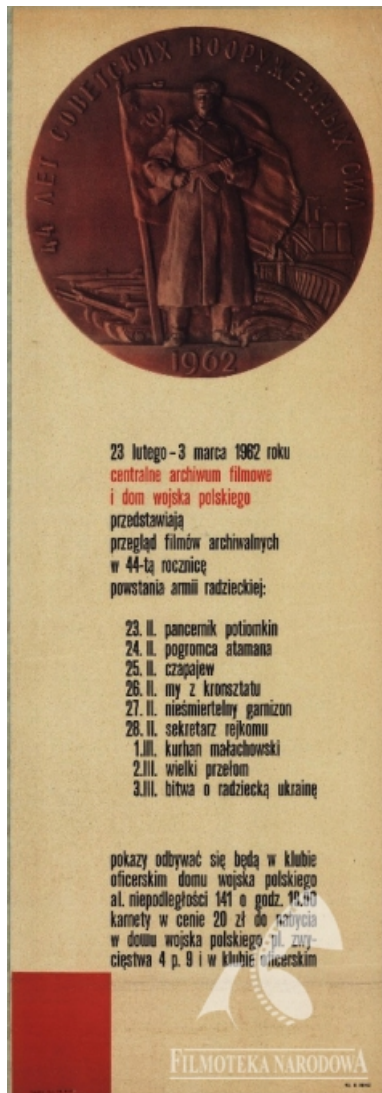 44 ЛЕТ СОВЕТСКИХ ВООРУЖЕННЫХ СИЛ
1962
23 lutego – 3 marca 1962 roku
centralne archiwum filmowe
i dom wojska polskiego
przedstawiają
przegląd filmów archiwalnych
w 44-tą rocznicę
powstania armii radzieckiej:
23. II. pancernik potiomkin
24. II. pogromca atamana
25. II. czapajew
26. II. my z kronsztatu
27. II. nieśmiertelny garnizon
28. II. sekretarz rejkomu
1.III. kurhan małachowski
2.III. wielki przełom
3.III. bitwa o radziecką ukrainę
pokazy odbywać się będą w klubie
oficerskim domu wojska polskiego
al. niepodległości 141 o godz.
karnety w cenie 20 zł do nabycia
w domu wojska polskiego pl. zwy-
cięstwa 4 p. 9 i w klubie oficerskim
FILMOTEKA NARODOWA